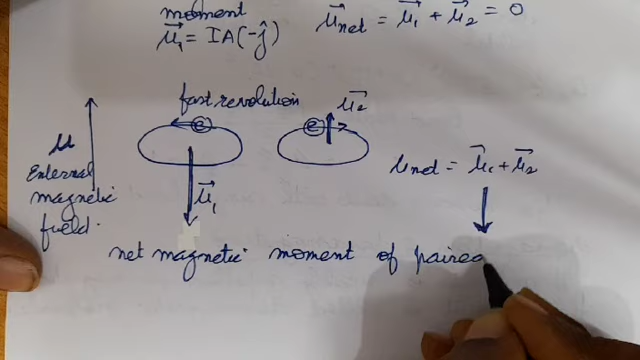 moment
μ⃗₁ = IA(-ĵ)
μ⃗net = μ⃗₁ + μ⃗₂ = 0
fast revolution
e
e
μ⃗₂
μ
External
magnetic
field.
μ⃗₁
μnet = μ⃗₁ + μ⃗₂
net magnetic moment of paired